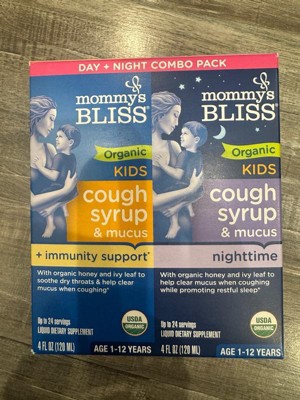 DAY + NIGHT COMBO PACK
mommy's
BLISS
Organic
KIDS
cough
syrup
& mucus
+ immunity support*
With organic honey and ivy leaf to
soothe dry throats & help clear
mucus when coughing*
Up to 24 servings
LIQUID DIETARY SUPPLEMENT
4 FL OZ (120 mL)
USDA
ORGANIC
AGE 1-12 YEARS
mommy's
BLISS
Organic
KIDS
cough
syrup
& mucus
nighttime
With organic honey and ivy leaf to
help clear mucus when coughing
while promoting restful sleep*
Up to 24 servings
LIQUID DIETARY SUPPLEMENT
4 FL OZ (120 mL)
USDA
ORGANIC
AGE 1-12 YEARS